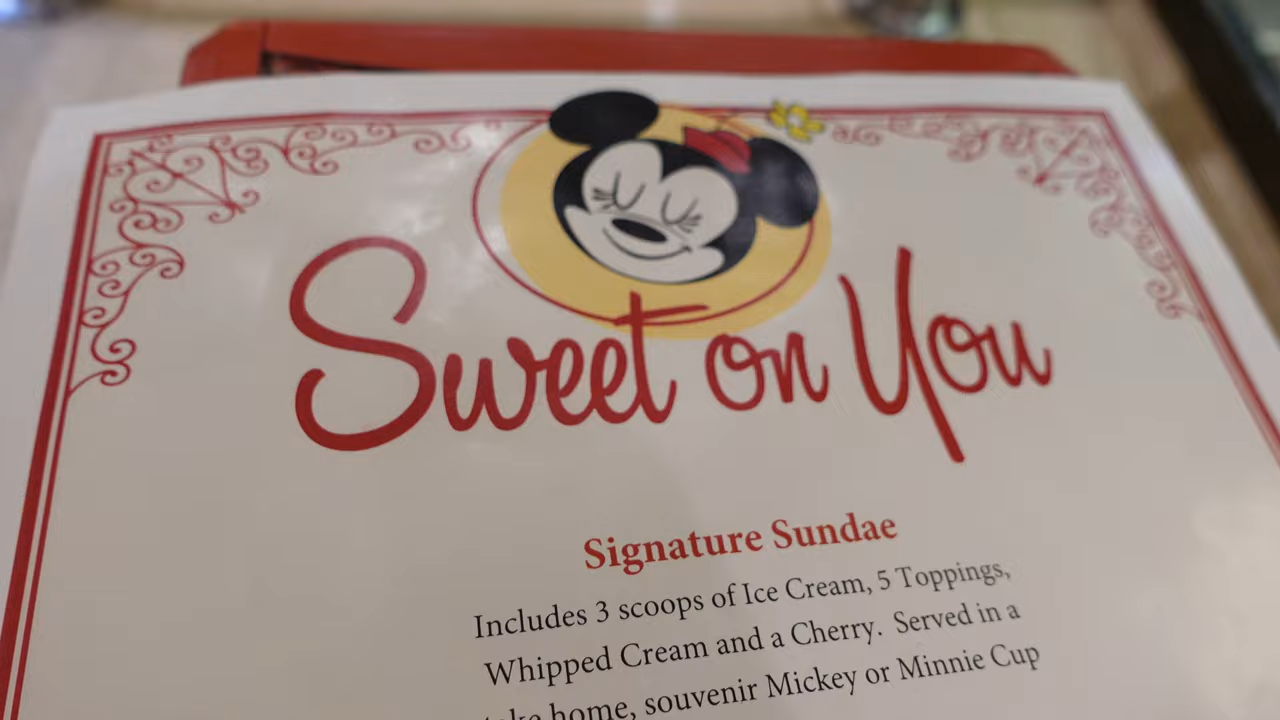 Sweet on You
Signature Sundae
Includes 3 scoops of Ice Cream, 5 Toppings,
Whipped Cream and a Cherry. Served in a
take home, souvenir Mickey or Minnie Cup